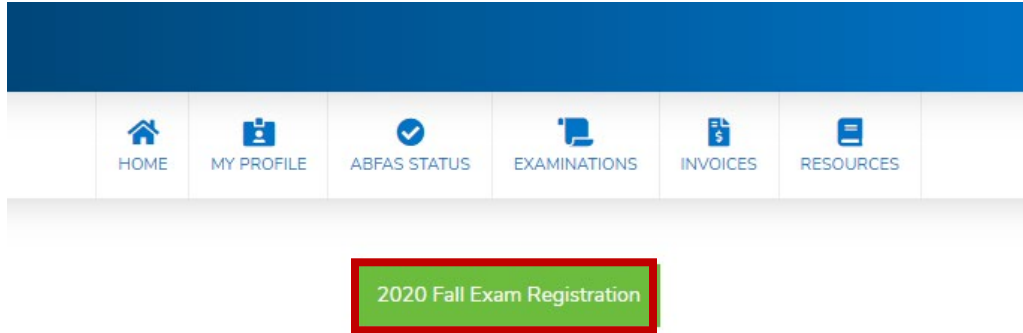 HOME MY PROFILE ABFAS STATUS EXAMINATIONS INVOICES RESOURCES
2020 Fall Exam Registration